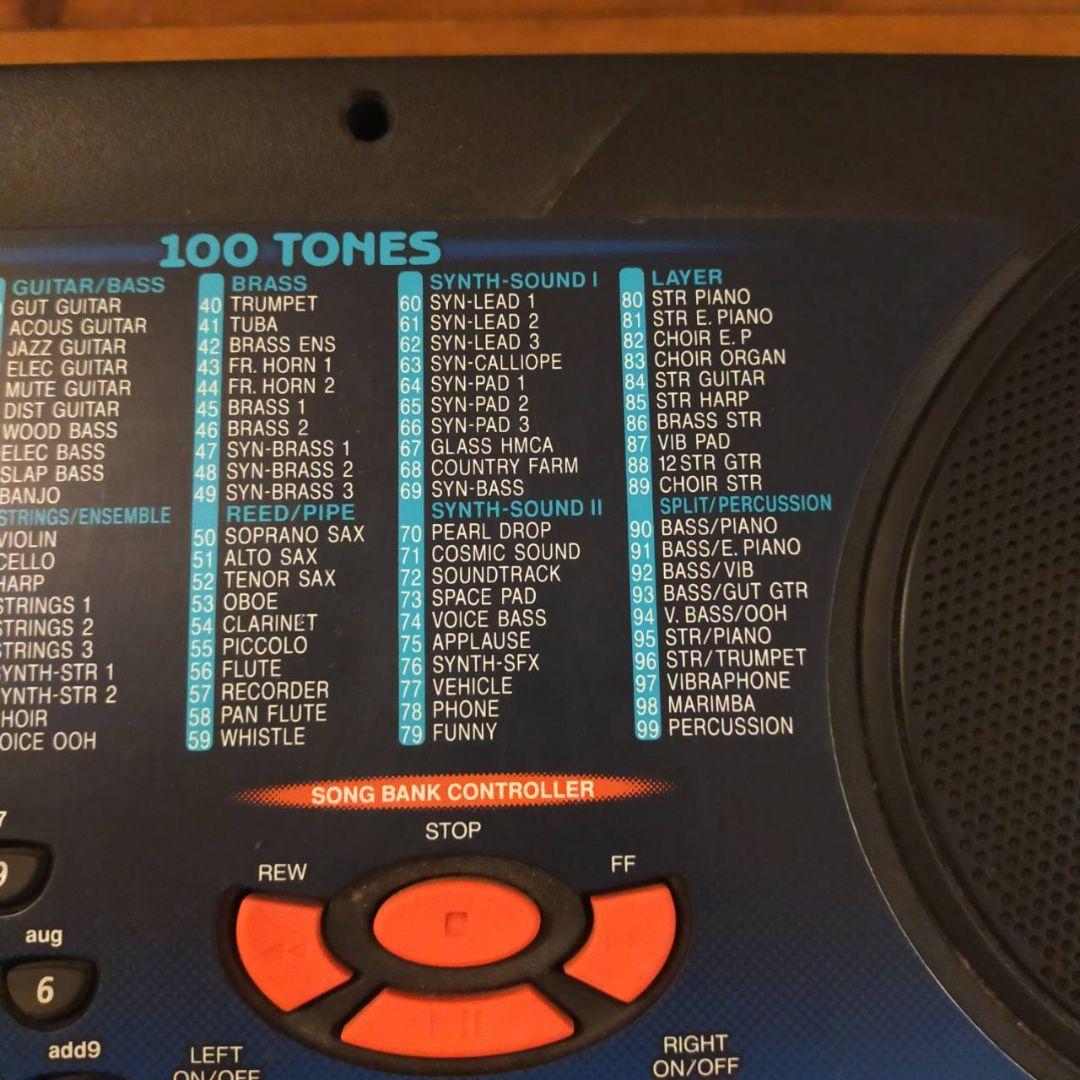 100 TONES
GUITAR/BASS
GUT GUITAR
ACOUS GUITAR
JAZZ GUITAR
ELEC GUITAR
MUTE GUITAR
DIST GUITAR
WOOD BASS
ELEC BASS
SLAP BASS
BANJO
STRINGS/ENSEMBLE
VIOLIN
CELLO
HARP
STRINGS 1
STRINGS 2
STRINGS 3
SYNTH-STR 1
SYNTH-STR 2
CHOIR
VOICE OOH
BRASS
40 TRUMPET
41 TUBA
42 BRASS ENS
43 FR. HORN 1
44 FR. HORN 2
45 BRASS 1
46 BRASS 2
47 SYN-BRASS 1
48 SYN-BRASS 2
49 SYN-BRASS 3
REED/PIPE
50 SOPRANO SAX
51 ALTO SAX
52 TENOR SAX
53 OBOE
54 CLARINET
55 PICCOLO
56 FLUTE
57 RECORDER
58 PAN FLUTE
59 WHISTLE
SYNTH-SOUND I
60 SYN-LEAD 1
61 SYN-LEAD 2
62 SYN-LEAD 3
63 SYN-CALLIOPE
64 SYN-PAD 1
65 SYN-PAD 2
66 SYN-PAD 3
67 GLASS HMCA
68 COUNTRY FARM
69 SYN-BASS
SYNTH-SOUND II
70 PEARL DROP
71 COSMIC SOUND
72 SOUNDTRACK
73 SPACE PAD
74 VOICE BASS
75 APPLAUSE
76 SYNTH-SFX
77 VEHICLE
78 PHONE
79 FUNNY
LAYER
80 STR PIANO
81 STR E. PIANO
82 CHOIR E. P
83 CHOIR ORGAN
84 STR GUITAR
85 STR HARP
86 BRASS STR
87 VIB PAD
88 12 STR GTR
89 CHOIR STR
SPLIT/PERCUSSION
90 BASS/PIANO
91 BASS/E. PIANO
92 BASS/VIB
93 BASS/GUT GTR
94 V. BASS/OOH
95 STR/PIANO
96 STR/TRUMPET
97 VIBRAPHONE
98 MARIMBA
99 PERCUSSION
SONG BANK CONTROLLER
STOP
REW
FF
7
9
aug
6
add9
LEFT
ON/OFF
RIGHT
ON/OFF